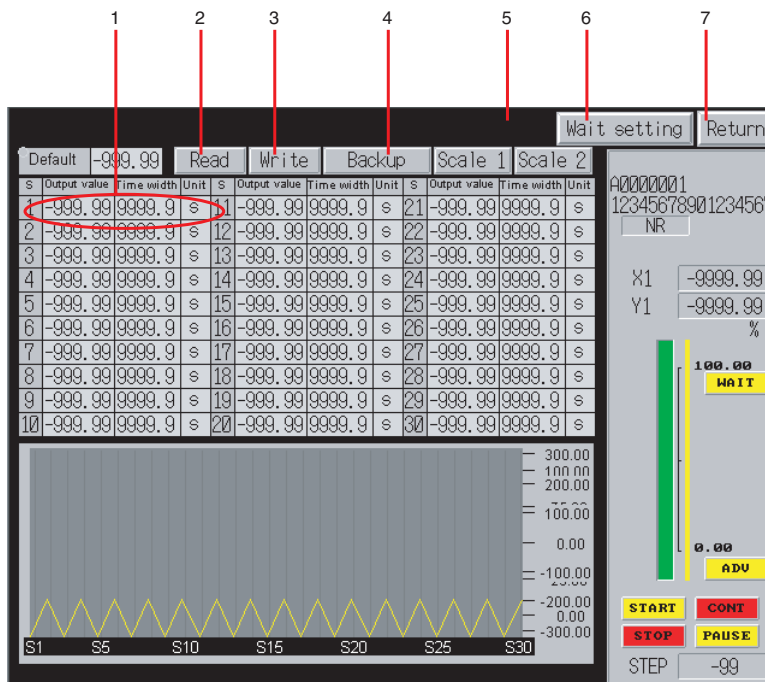 1 2 3 4 5 6 7
Wait setting Return
Default -999.99 Read Write Backup Scale 1 Scale 2
S Output value Time width Unit S Output value Time width Unit S Output value Time width Unit
1 -999.99 9999.9 s 11 -999.99 9999.9 s 21 -999.99 9999.9 s
2 -999.99 9999.9 s 12 -999.99 9999.9 s 22 -999.99 9999.9 s
3 -999.99 9999.9 s 13 -999.99 9999.9 s 23 -999.99 9999.9 s
4 -999.99 9999.9 s 14 -999.99 9999.9 s 24 -999.99 9999.9 s
5 -999.99 9999.9 s 15 -999.99 9999.9 s 25 -999.99 9999.9 s
6 -999.99 9999.9 s 16 -999.99 9999.9 s 26 -999.99 9999.9 s
7 -999.99 9999.9 s 17 -999.99 9999.9 s 27 -999.99 9999.9 s
8 -999.99 9999.9 s 18 -999.99 9999.9 s 28 -999.99 9999.9 s
9 -999.99 9999.9 s 19 -999.99 9999.9 s 29 -999.99 9999.9 s
10 -999.99 9999.9 s 20 -999.99 9999.9 s 30 -999.99 9999.9 s
300.00
100.00
200.00
100.00
0.00
-100.00
-200.00
0.00
-300.00
S1 S5 S10 S15 S20 S25 S30
A0000001
1234567890123456
NR
X1 -9999.99
Y1 -9999.99
%
100.00
WAIT
0.00
ADV
START CONT
STOP PAUSE
STEP -99